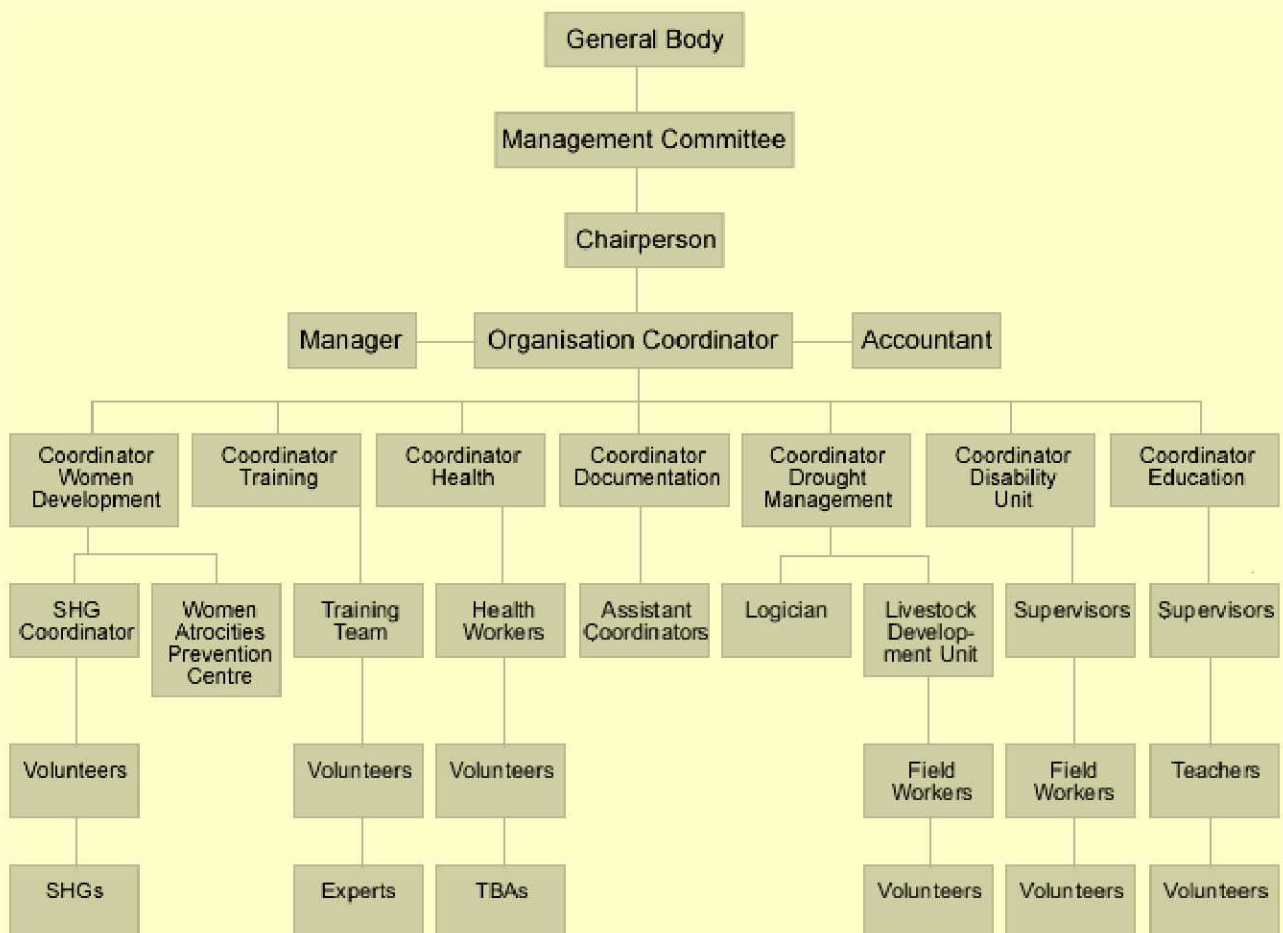 General Body
Management Committee
Chairperson
Manager
Organisation Coordinator
Accountant
Coordinator
Women
Development
Coordinator
Training
Coordinator
Health
Coordinator
Documentation
Coordinator
Drought
Management
Coordinator
Disability
Unit
Coordinator
Education
SHG
Coordinator
Women
Atrocities
Prevention
Centre
Training
Team
Health
Workers
Assistant
Coordinators
Logician
Livestock
Develop-
ment Unit
Supervisors
Supervisors
Volunteers
Volunteers
Volunteers
Field
Workers
Field
Workers
Teachers
SHGs
Experts
TBAs
Volunteers
Volunteers
Volunteers